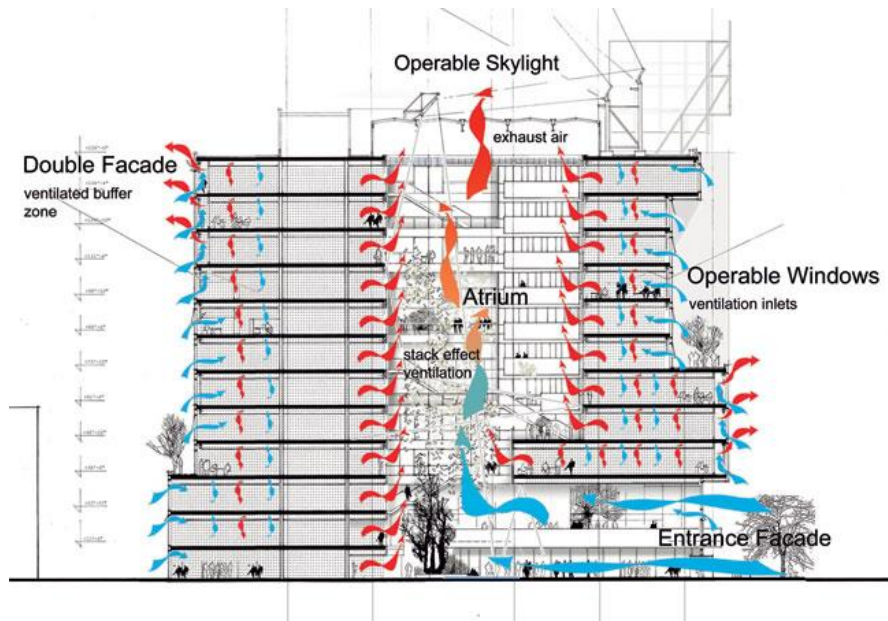 Operable Skylight
exhaust air
Double Facade
ventilated buffer
zone
Operable Windows
ventilation inlets
Atrium
stack effect
ventilation
Entrance Facade